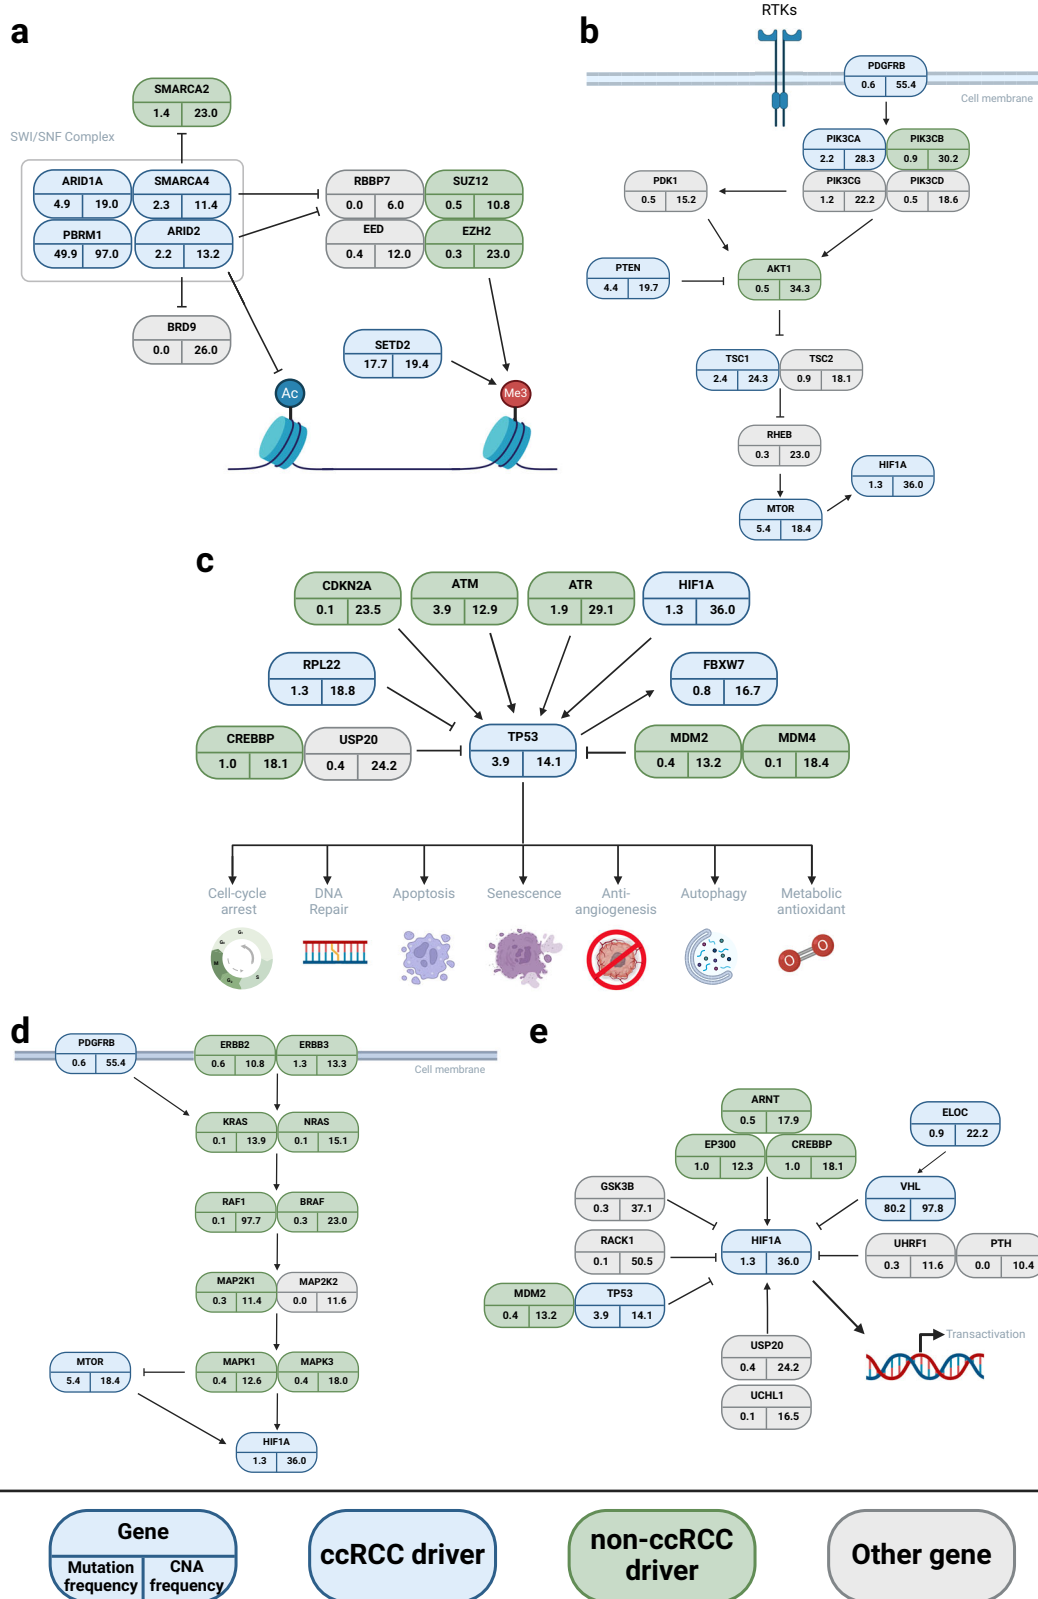 a
SMARCA2
1.4 23.0
SWI/SNF Complex
ARID1A SMARCA4
4.9 19.0 2.3 11.4
PBRM1 ARID2
49.9 97.0 2.2 13.2
RBBP7 SUZ12
0.0 6.0 0.5 10.8
EED EZH2
0.4 12.0 0.3 23.0
BRD9
0.0 26.0
SETD2
17.7 19.4
Ac
Me3
b
RTKs
PDGFRB
0.6 55.4
Cell membrane
PIK3CA PIK3CB
2.2 28.3 0.9 30.2
PIK3CG PIK3CD
1.2 22.2 0.5 18.6
PDK1
0.5 15.2
PTEN
4.4 19.7
AKT1
0.5 34.3
TSC1 TSC2
2.4 24.3 0.9 18.1
RHEB
0.3 23.0
HIF1A
1.3 36.0
MTOR
5.4 18.4
c
CDKN2A ATM ATR HIF1A
0.1 23.5 3.9 12.9 1.9 29.1 1.3 36.0
RPL22 FBXW7
1.3 18.8 0.8 16.7
CREBBP USP20 TP53 MDM2 MDM4
1.0 18.1 0.4 24.2 3.9 14.1 0.4 13.2 0.1 18.4
Cell-cycle DNA Apoptosis Senescence Anti- Autophagy Metabolic
arrest Repair angiogenesis antioxidant
d
PDGFRB ERBB2 ERBB3
0.6 55.4 0.6 10.8 1.3 13.3
Cell membrane
KRAS NRAS
0.1 13.9 0.1 15.1
RAF1 BRAF
0.1 97.7 0.3 23.0
MAP2K1 MAP2K2
0.3 11.4 0.0 11.6
MTOR MAPK1 MAPK3
5.4 18.4 0.4 12.6 0.4 18.0
HIF1A
1.3 36.0
e
ARNT
0.5 17.9
EP300 CREBBP
1.0 12.3 1.0 18.1
ELOC
0.9 22.2
GSK3B
0.3 37.1
VHL
80.2 97.8
RACK1
0.1 50.5
HIF1A
1.3 36.0
UHRF1 PTH
0.3 11.6 0.0 10.4
MDM2 TP53
0.4 13.2 3.9 14.1
USP20
0.4 24.2
UCHL1
0.1 16.5
Transactivation
Gene
Mutation CNA
frequency frequency
ccRCC driver
non-ccRCC
driver
Other gene